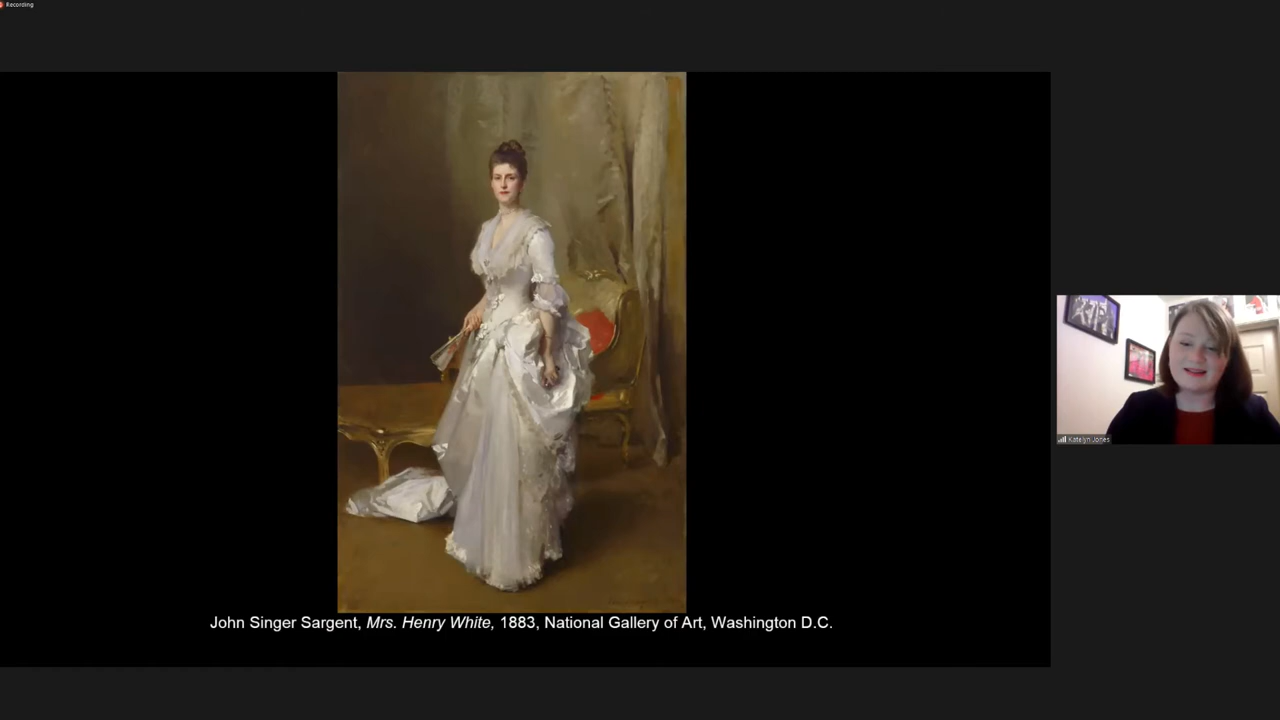 Recording
John Singer Sargent, Mrs. Henry White, 1883, National Gallery of Art, Washington D.C.
Katelyn Jones